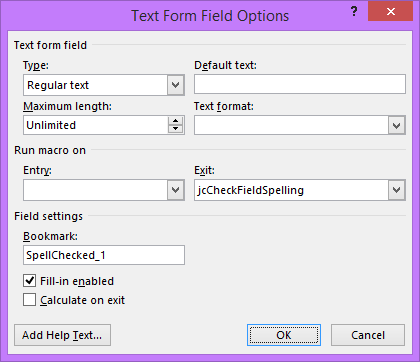 Text Form Field Options ? ×
Text form field
Type: Default text:
Regular text
Maximum length: Text format:
Unlimited
Run macro on
Entry: Exit:
jcCheckFieldSpelling
Field settings
Bookmark:
SpellChecked_1
Fill-in enabled
Calculate on exit
Add Help Text... OK Cancel